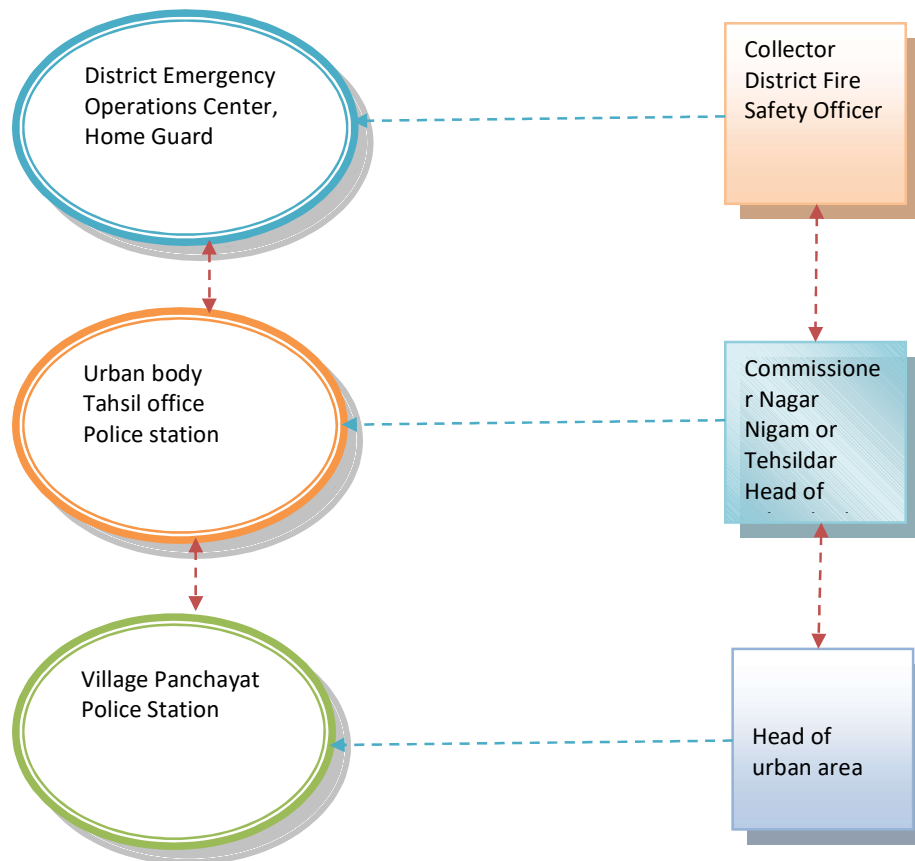 District Emergency
Operations Center,
Home Guard
Collector
District Fire
Safety Officer
Urban body
Tahsil office
Police station
Commissione
r Nagar
Nigam or
Tehsildar
Head of
Village Panchayat
Police Station
Head of
urban area